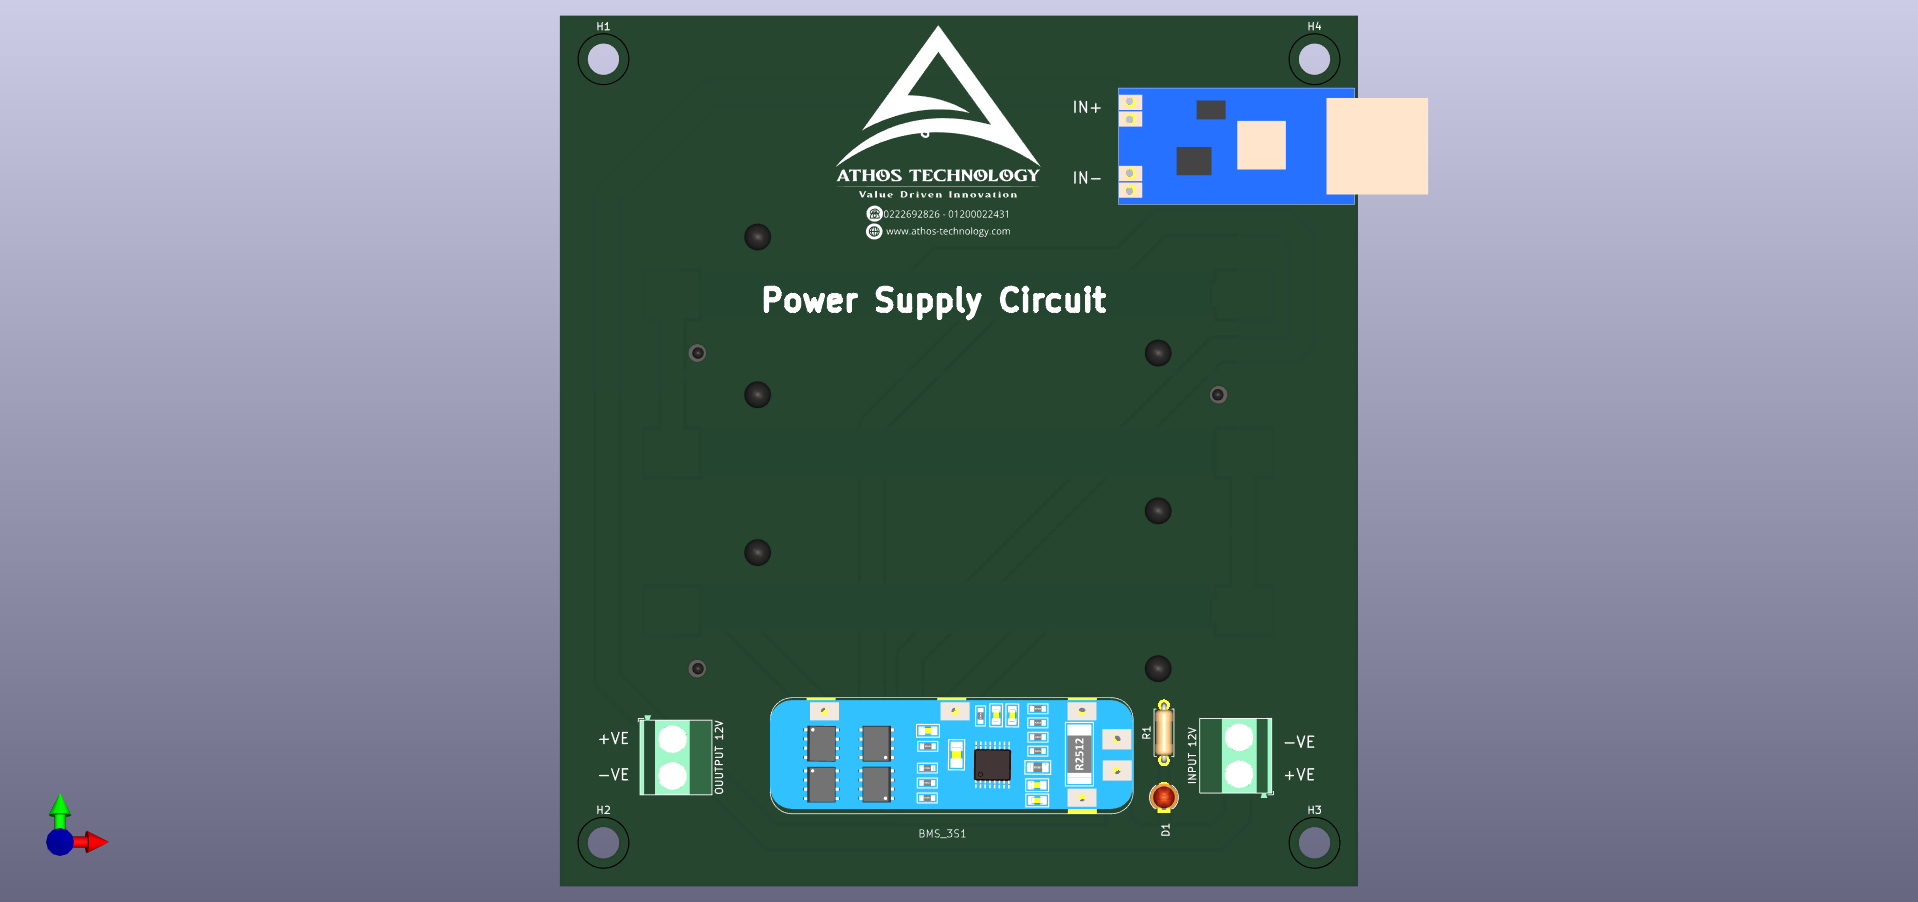 H1
H4
IN+
IN-
ATHOS TECHNOLOGY
Value Driven Innovation
0222692826 - 01200022431
www.athos-technology.com
Power Supply Circuit
+VE
-VE
OUUTPUT 12V
R2512
R1
INPUT 12V
-VE
+VE
H2
BMS_3S1
D1
H3